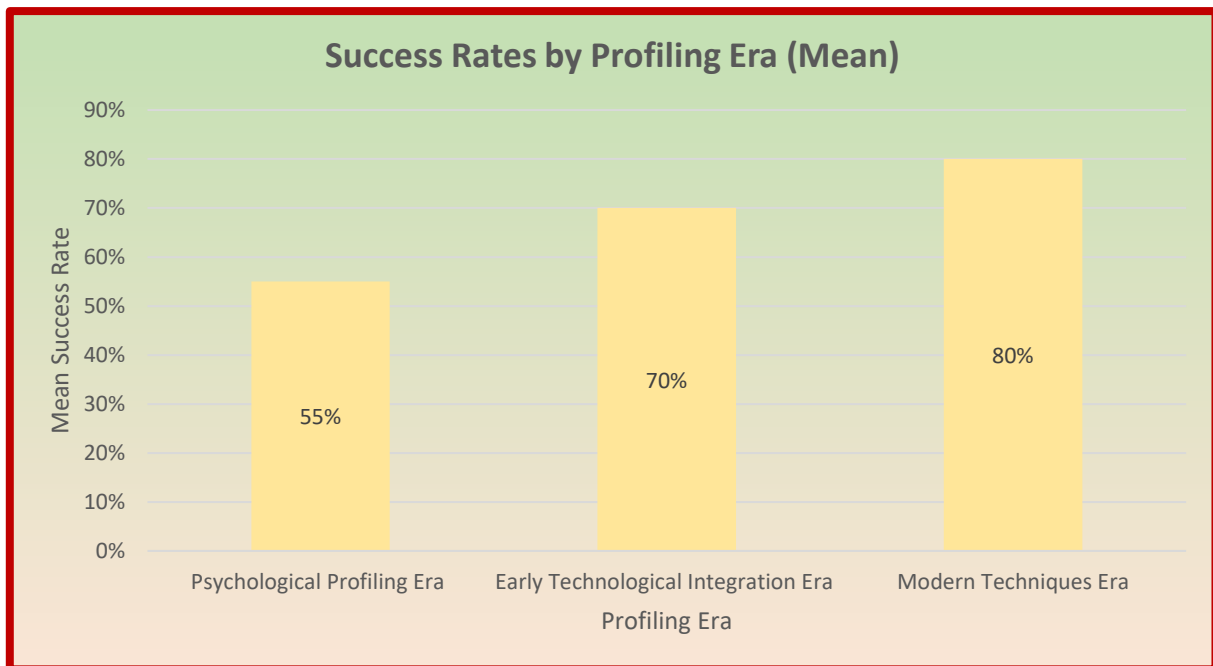 Success Rates by Profiling Era (Mean)
Mean Success Rate
90%
80%
70%
60%
50%
40%
30%
20%
10%
0%
55%
70%
80%
Psychological Profiling Era
Early Technological Integration Era
Modern Techniques Era
Profiling Era